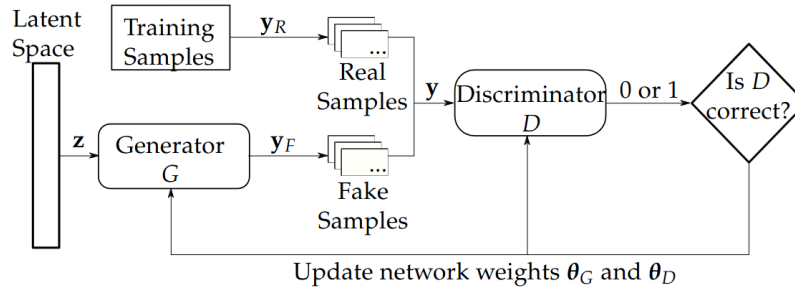 Latent
Space
Training
Samples
𝐲_R
...
Real
Samples
𝐳
Generator
G
𝐲_F
...
Fake
Samples
𝐲
Discriminator
D
0 or 1
Is D
correct?
Update network weights 𝛉_G and 𝛉_D